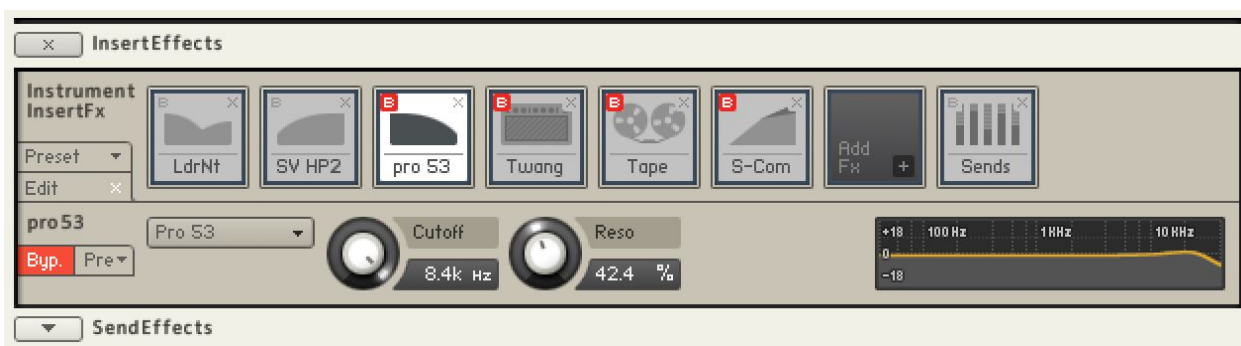 × InsertEffects
Instrument
InsertFx
Preset
Edit ×
B × LdrNt
B × SV HP2
B × pro 53
B × Twang
B × Tape
B × S-Com
Add
Fx +
B × Sends
pro53
Byp. Pre
Pro 53
Cutoff
8.4k Hz
Reso
42.4 %
+18 100 Hz 1 KHz 10 KHz
0
-18
SendEffects